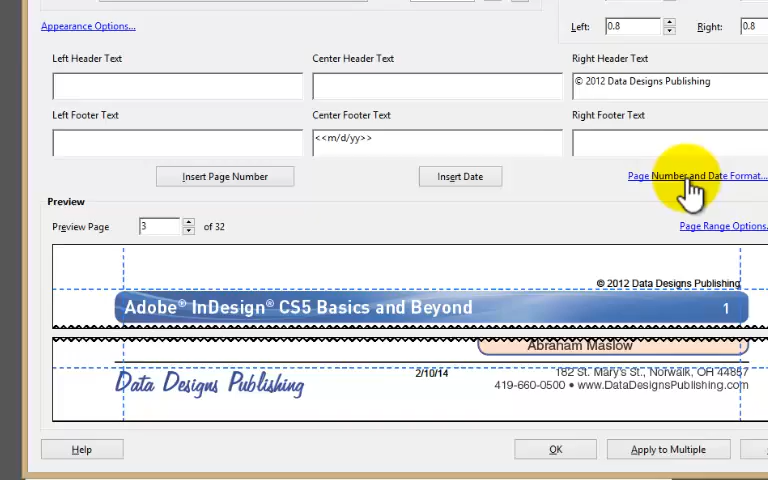 Appearance Options...
Left: 0.8 Right: 0.8
Left Header Text Center Header Text Right Header Text
© 2012 Data Designs Publishing
Left Footer Text Center Footer Text Right Footer Text
<<m/d/yy>>
Insert Page Number Insert Date Page Number and Date Format...
Preview
Preview Page 3 of 32 Page Range Options.
© 2012 Data Designs Publishing
Adobe® InDesign® CS5 Basics and Beyond 1
Abraham Maslow
Data Designs Publishing 2/10/14 182 St. Mary's St., Norwalk, OH 44857
419-660-0500 • www.DataDesignsPublishing.com
Help OK Apply to Multiple